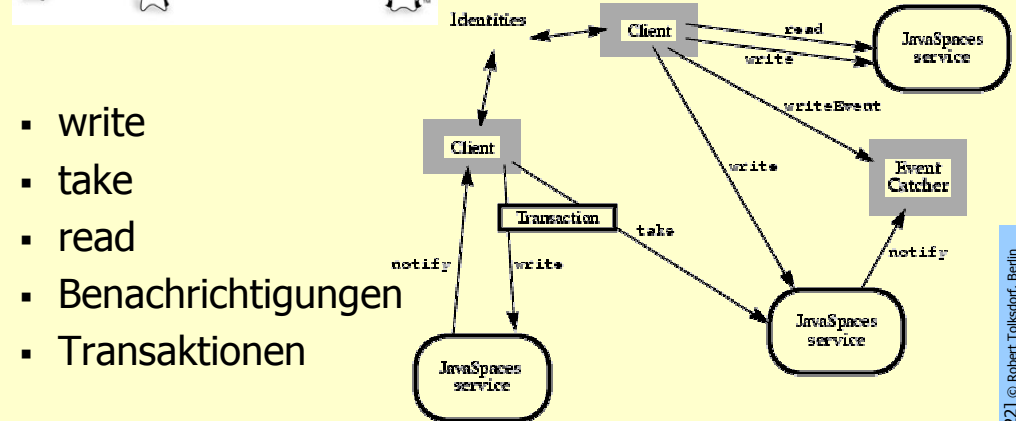 ▪ write
▪ take
▪ read
▪ Benachrichtigungen
▪ Transaktionen
Identities
Client
read
write
JavaSpaces
service
writeEvent
Client
write
Event
Catcher
Transaction
take
notify
write
notify
JavaSpaces
service
JavaSpaces
service
22] © Robert Tolksdorf, Berlin